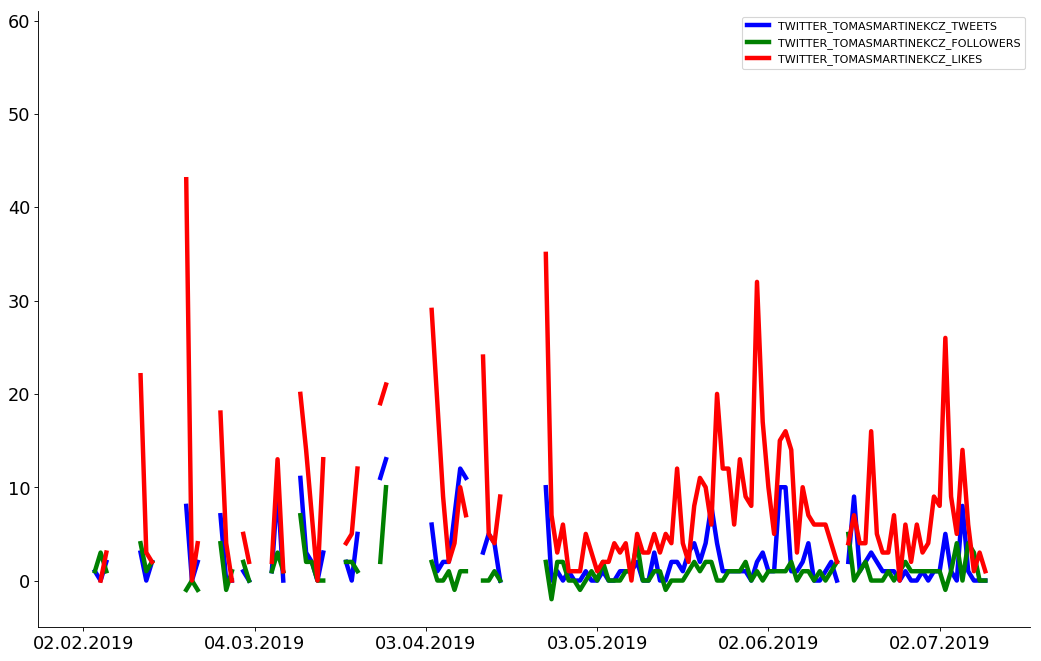 60
50
40
30
20
10
0
TWITTER_TOMASMARTINEKCZ_TWEETS
TWITTER_TOMASMARTINEKCZ_FOLLOWERS
TWITTER_TOMASMARTINEKCZ_LIKES
02.02.2019 04.03.2019 03.04.2019 03.05.2019 02.06.2019 02.07.2019